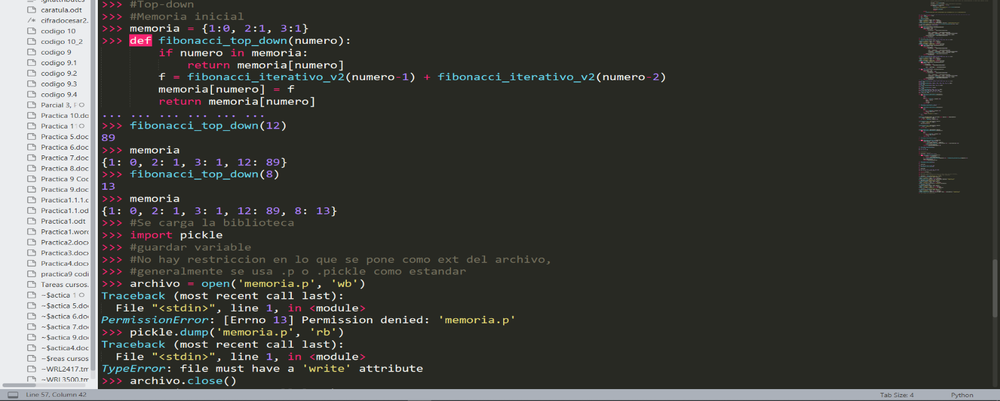 .gitattributes
caratula.odt
/* cifradocesar2.
codigo 10
codigo 10_2
codigo 9
codigo 9.1
codigo 9.2
codigo 9.3
codigo 9.4
Parcial 3,
Practica 10.do
Practica 1
Practica 5.doc
Practica 6.doc
Practica 7.doc
Practica 8.doc
Practica 9 Coc
Practica 9.doc
Practica1.1.1.c
Practica1.1.od
Practica1.odt
Practica1.word
Practica2.docx
Practica3.docx
Practica4.docx
practica9 codi
Tareas cursos.
~$actica 1
~$actica 5.do
~$actica 6.do
~$actica 7.do
~$actica 9.do
~$actica4.doc
~$reas cursos
~WRL2417.tm
~WRL3500.tm
>>> #Top-down
>>> #Memoria inicial
>>> memoria = {1:0, 2:1, 3:1}
>>> def fibonacci_top_down(numero):
if numero in memoria:
return memoria[numero]
f = fibonacci_iterativo_v2(numero-1) + fibonacci_iterativo_v2(numero-2)
memoria[numero] = f
return memoria[numero]
... ... ... ... ... ...
>>> fibonacci_top_down(12)
89
>>> memoria
{1: 0, 2: 1, 3: 1, 12: 89}
>>> fibonacci_top_down(8)
13
>>> memoria
{1: 0, 2: 1, 3: 1, 12: 89, 8: 13}
>>> #Se carga la biblioteca
>>> import pickle
>>> #guardar variable
>>> #No hay restriccion en lo que se pone como ext del archivo,
>>> #generalmente se usa .p o .pickle como estandar
>>> archivo = open('memoria.p', 'wb')
Traceback (most recent call last):
File "<stdin>", line 1, in <module>
PermissionError: [Errno 13] Permission denied: 'memoria.p'
>>> pickle.dump('memoria.p', 'rb')
Traceback (most recent call last):
File "<stdin>", line 1, in <module>
TypeError: file must have a 'write' attribute
>>> archivo.close()
Line 57, Column 42
Tab Size: 4
Python